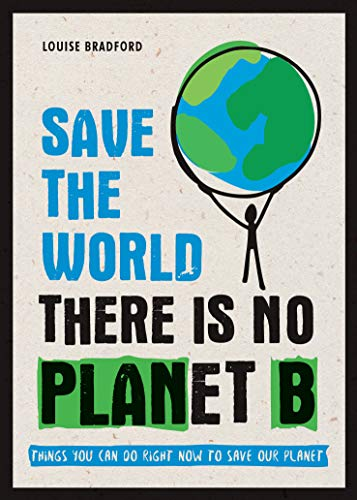 LOUISE BRADFORD
SAVE
THE
WORLD
THERE IS NO
PLANET B
THINGS YOU CAN DO RIGHT NOW TO SAVE OUR PLANET